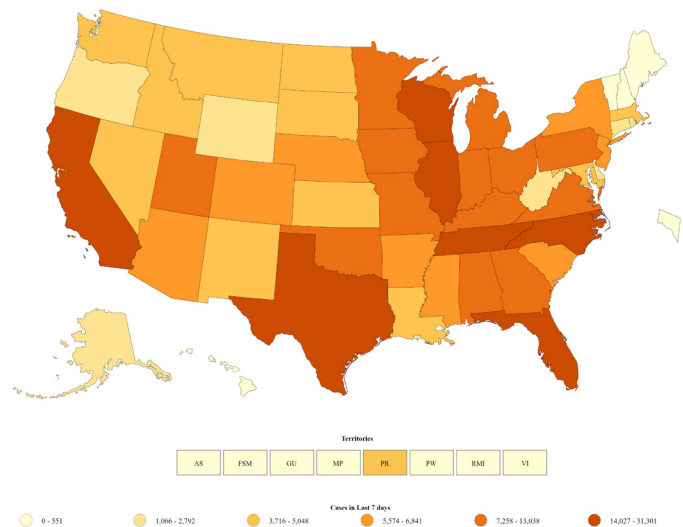 Territories
AS FSM GU MP PR PW RMI VI
Cases in Last 7 days
0 - 551 1,066 - 2,792 3,716 - 5,048 5,574 - 6,841 7,258 - 13,038 14,027 - 31,301